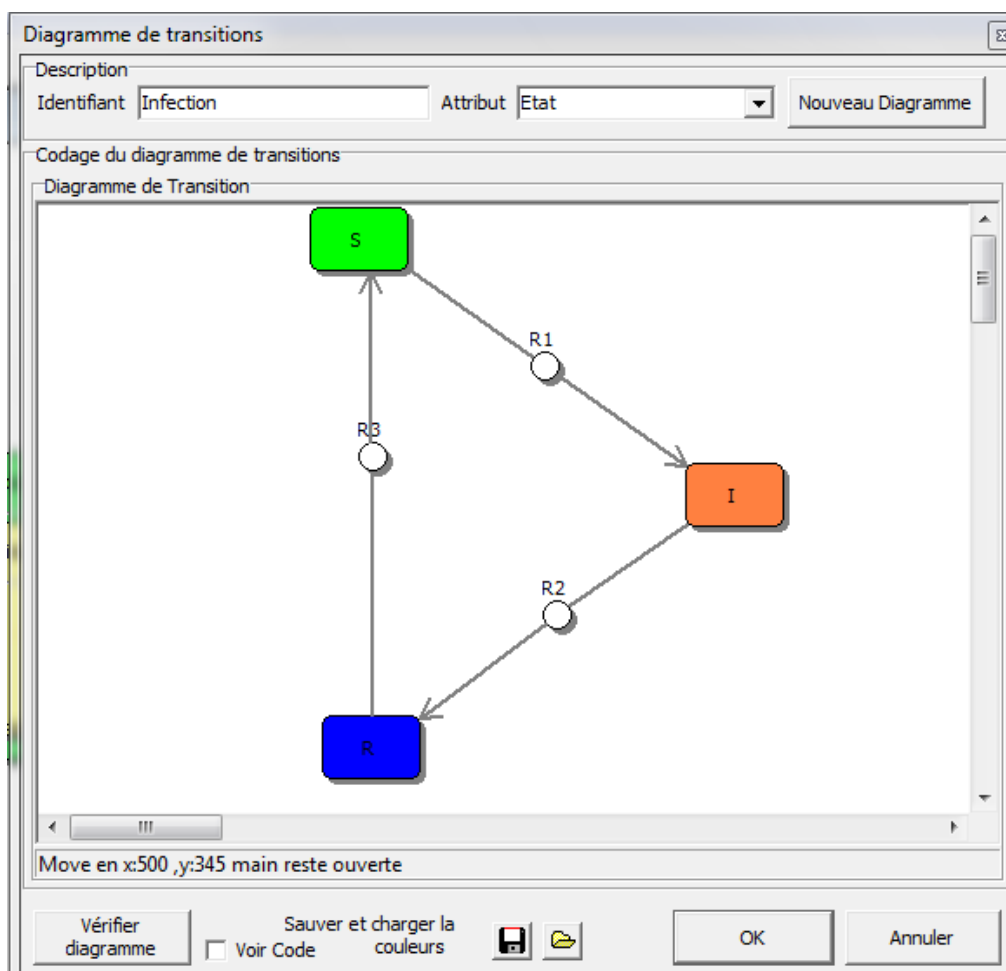 Diagramme de transitions
Description
Identifiant Infection Attribut Etat Nouveau Diagramme
Codage du diagramme de transitions
Diagramme de Transition
S
R1
R3
I
R2
R
Move en x:500 ,y:345 main reste ouverte
Vérifier diagramme
Voir Code
Sauver et charger la
couleurs
OK
Annuler